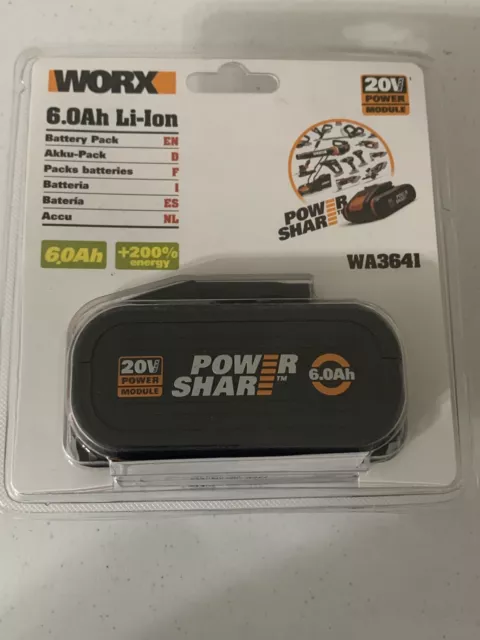 WORX
6.0Ah Li-Ion
Battery Pack EN
Akku-Pack D
Packs batteries F
Batteria I
Batería ES
Accu NL
6.0Ah +200% energy
20V
POWER
MODULE
POWER
SHARE™
WA3641
20V
POWER
MODULE
POWER
SHARE™
6.0Ah